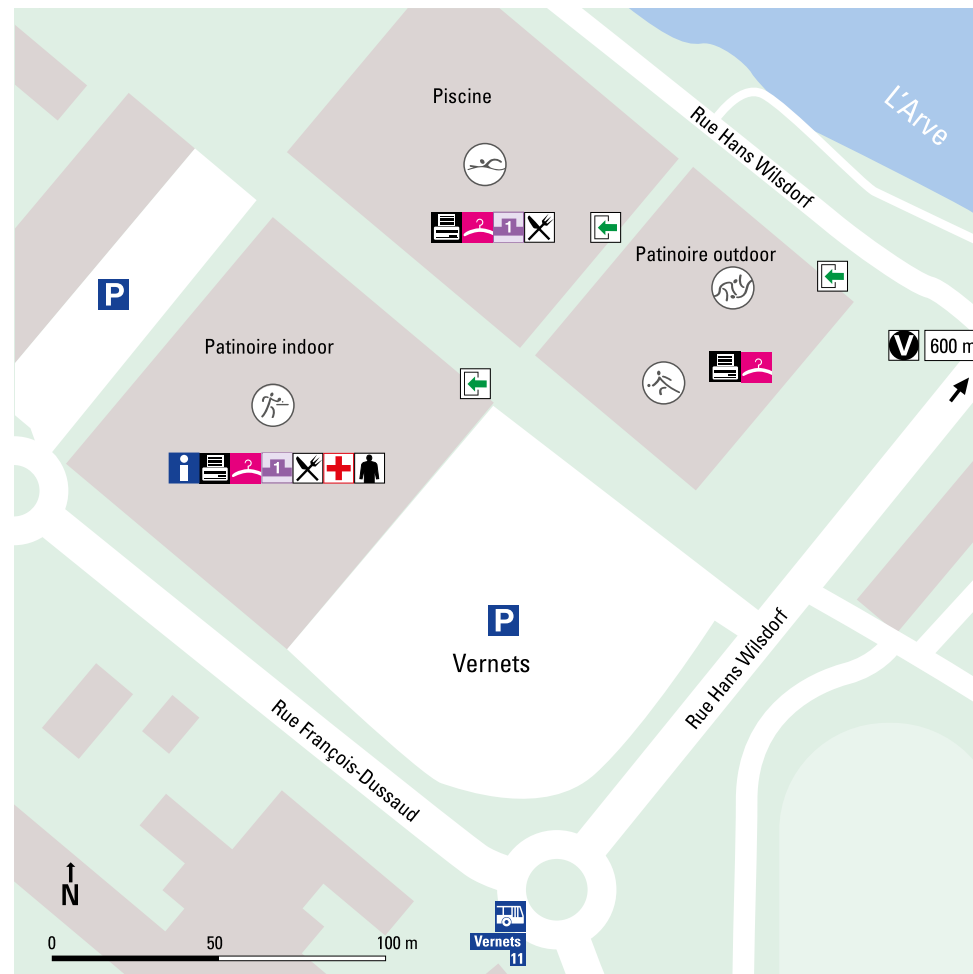 Piscine
L'Arve
Rue Hans Wilsdorf
1
Patinoire outdoor
P
Patinoire indoor
V 600 m
i
1
P
Vernets
Rue Hans Wilsdorf
Rue François-Dussaud
N
0 50 100 m
Vernets
11